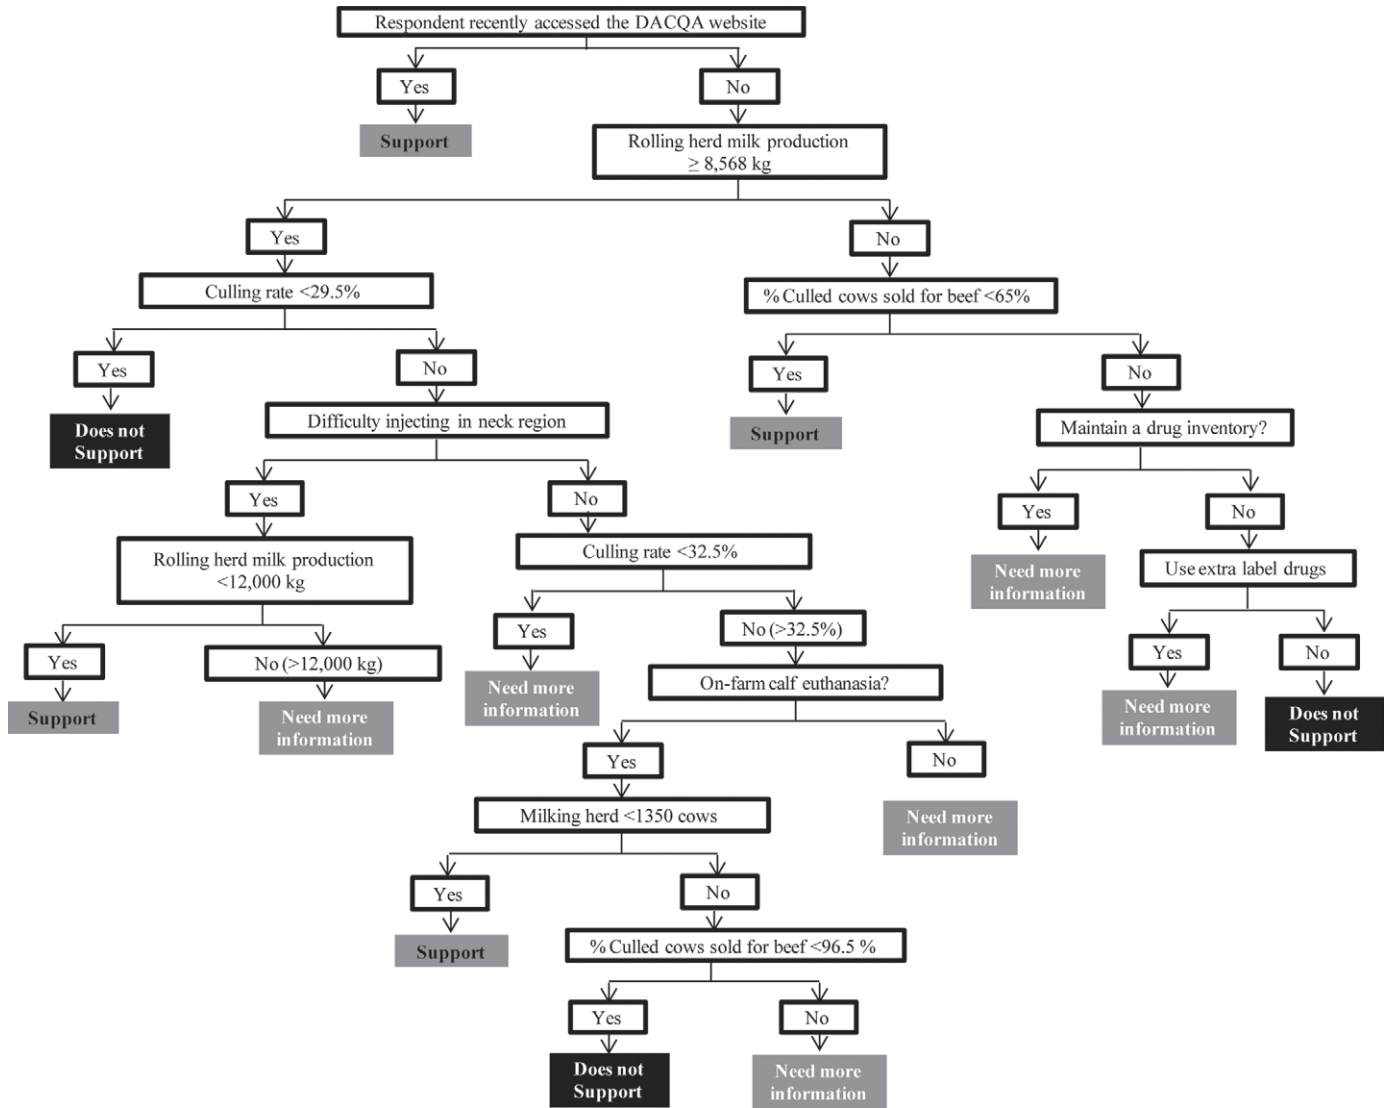 Respondent recently accessed the DACQA website
Yes
No
Support
Rolling herd milk production
≥ 8,568 kg
Yes
No
Culling rate <29.5%
% Culled cows sold for beef <65%
Yes
No
Yes
No
Does not
Support
Difficulty injecting in neck region
Support
Maintain a drug inventory?
Yes
No
Yes
No
Rolling herd milk production
<12,000 kg
Culling rate <32.5%
Need more
information
Use extra label drugs
Yes
No (>12,000 kg)
Yes
No (>32.5%)
Yes
No
Support
Need more
information
Need more
information
On-farm calf euthanasia?
Need more
information
Does not
Support
Yes
No
Milking herd <1350 cows
Need more
information
Yes
No
Support
% Culled cows sold for beef <96.5 %
Yes
No
Does not
Support
Need more
information